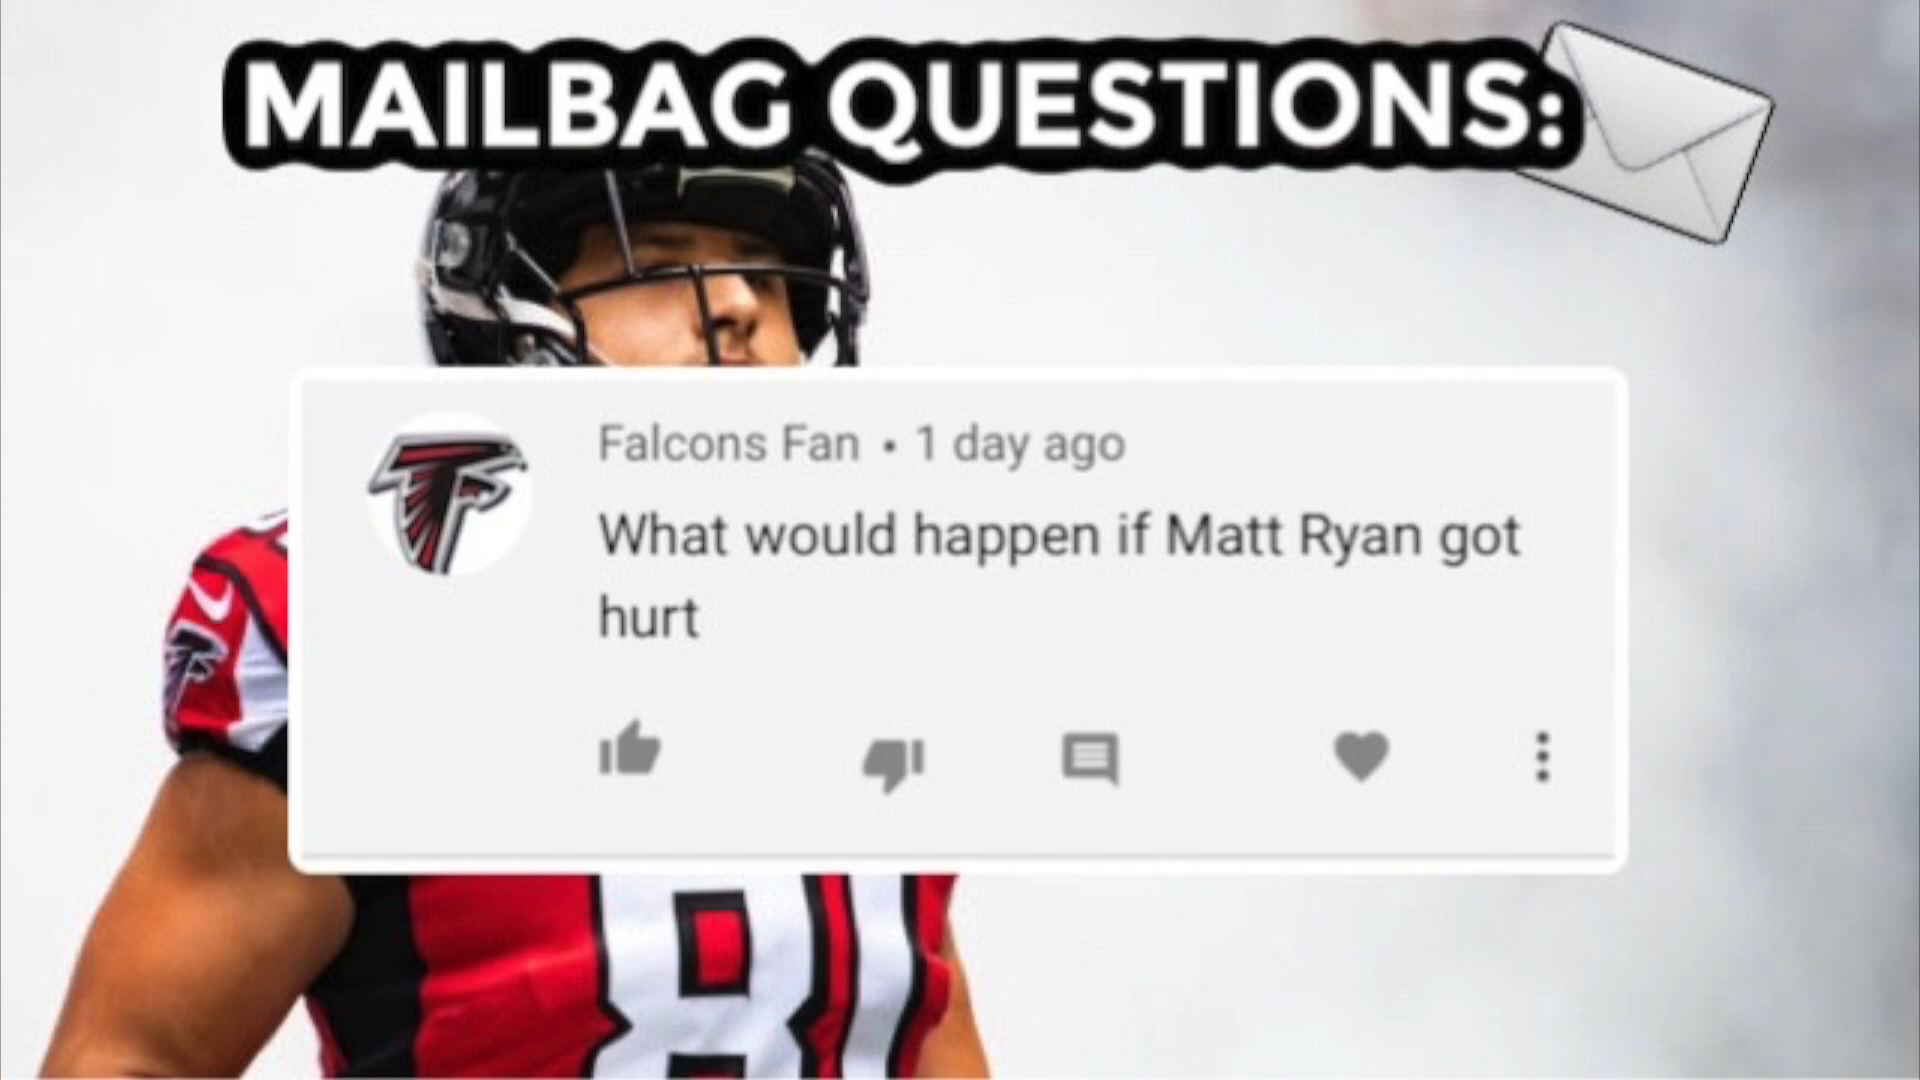 MAILBAG QUESTIONS:
Falcons Fan • 1 day ago
What would happen if Matt Ryan got
hurt